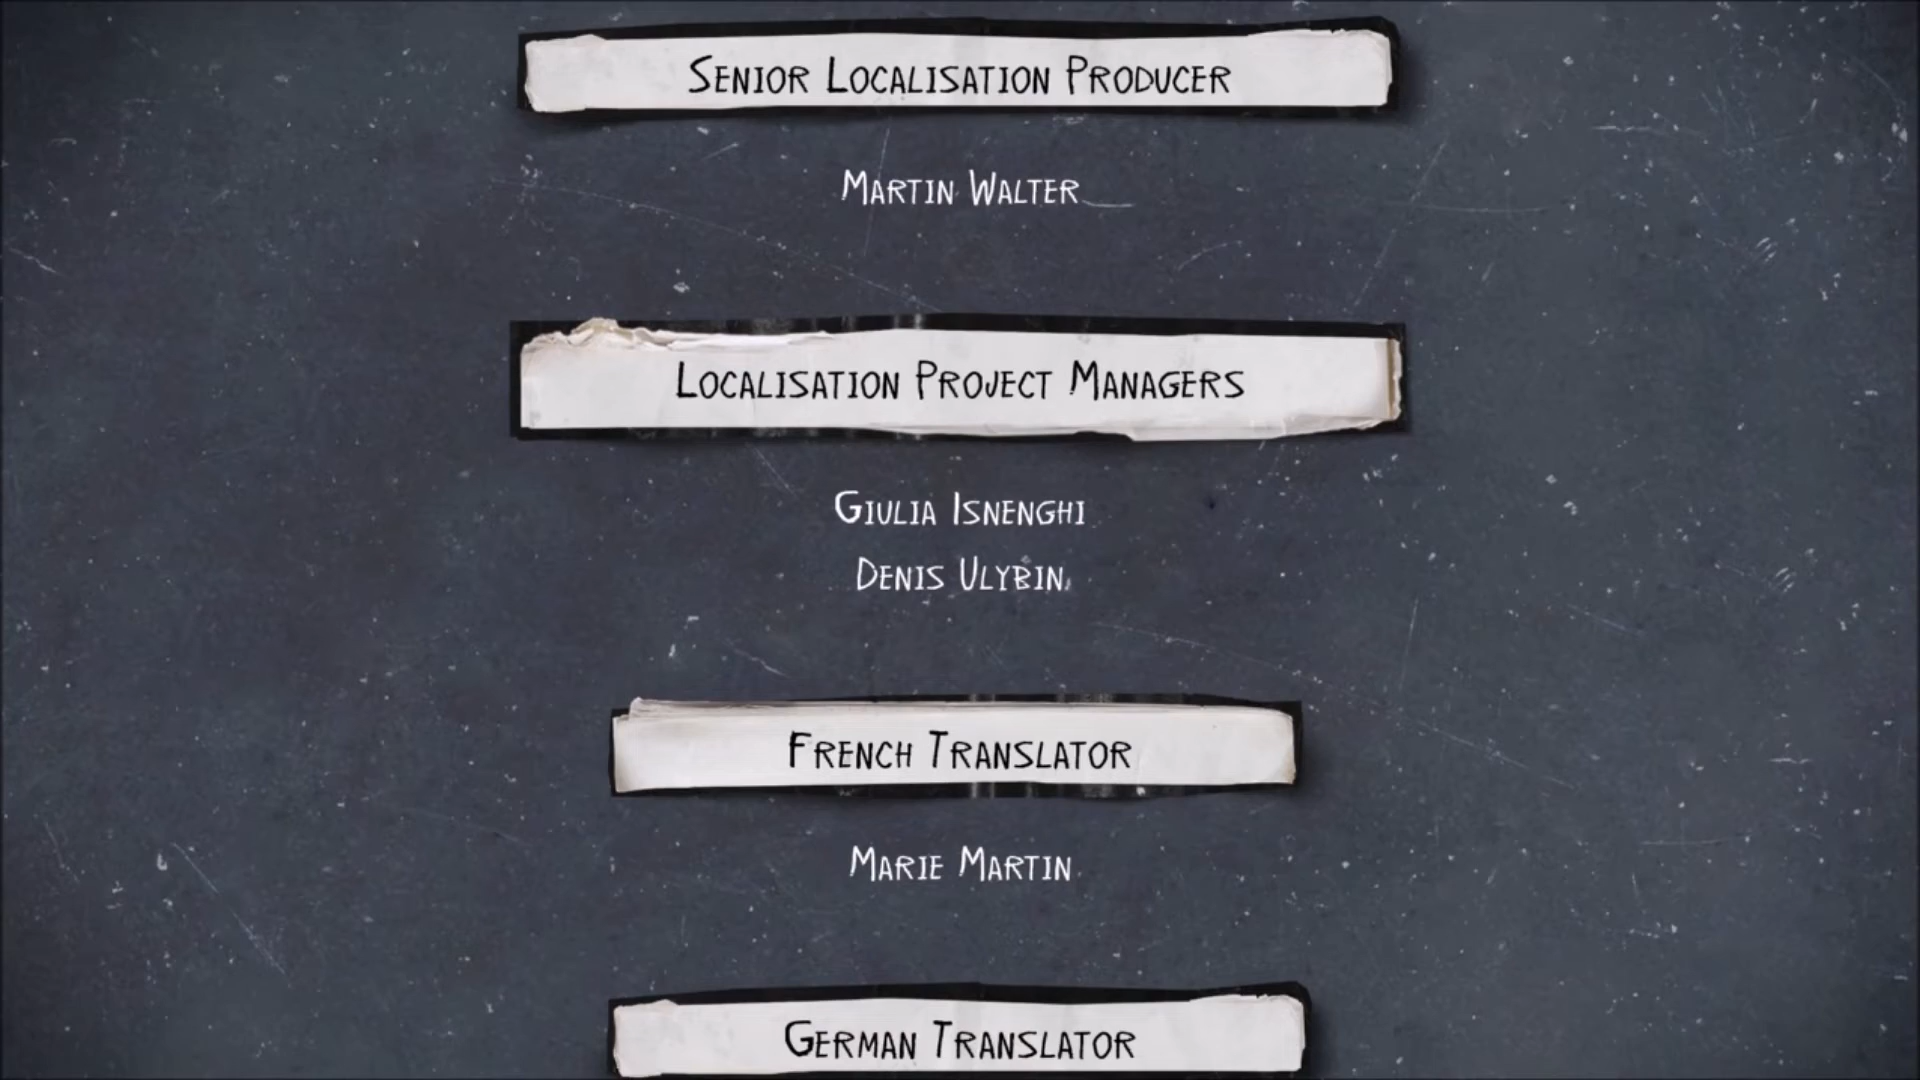 Senior Localisation Producer
Martin Walter
Localisation Project Managers
Giulia Isnenghi
Denis Ulybin
French Translator
Marie Martin
German Translator